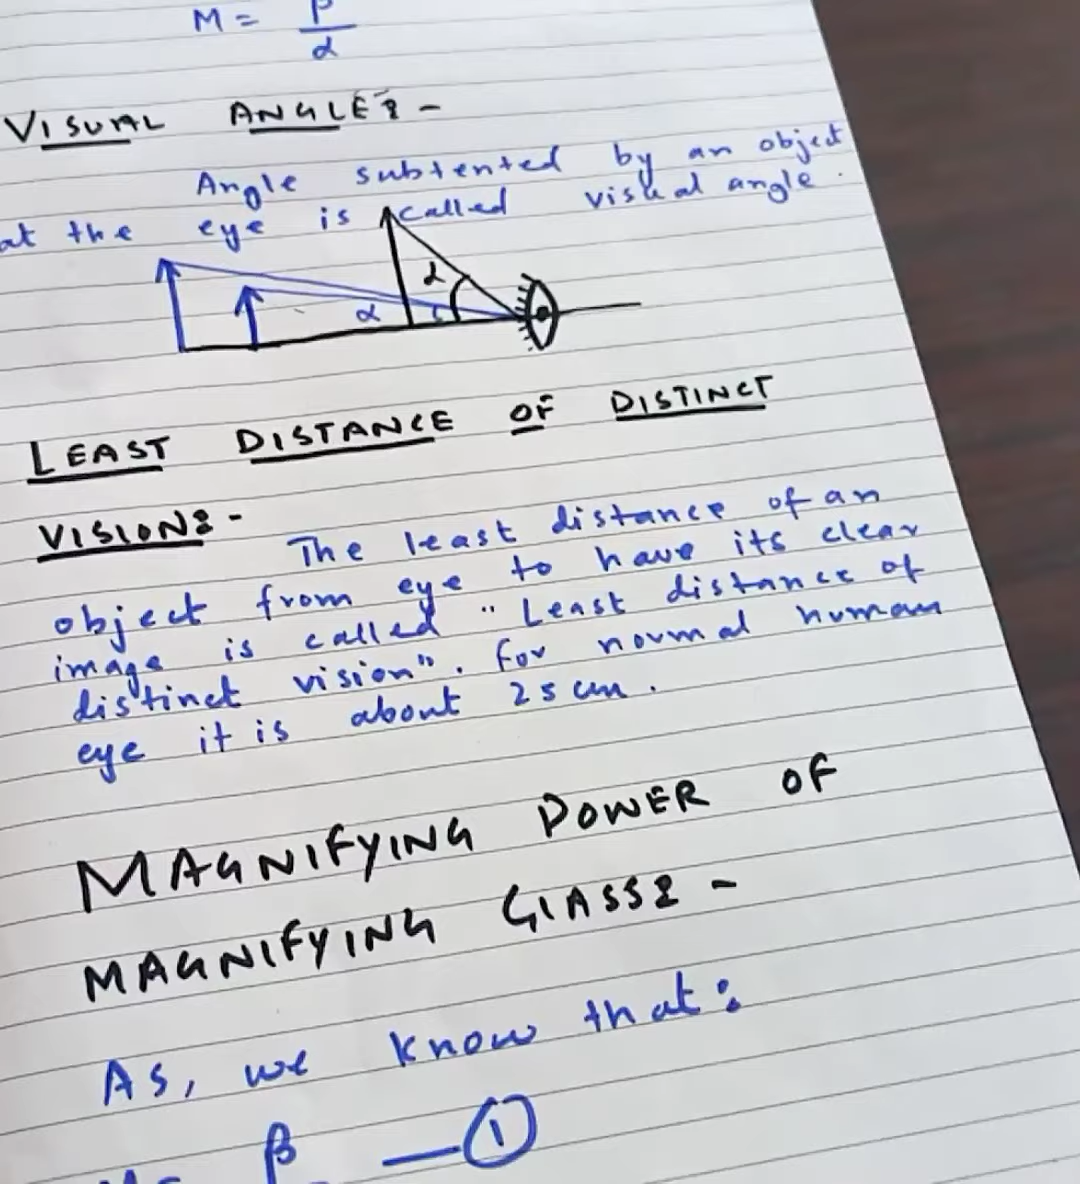 M = β
α
VISUAL ANGLE:-
Angle subtented by an object
at the eye is called visual angle.
α
α
LEAST DISTANCE OF DISTINCT
VISION:-
The least distance of an
object from eye to have its clear
image is called "Least distance of
distinct vision". For normal human
eye it is about 25 cm.
MAGNIFYING POWER OF
MAGNIFYING GLASS:-
As, we know that:
β — 1